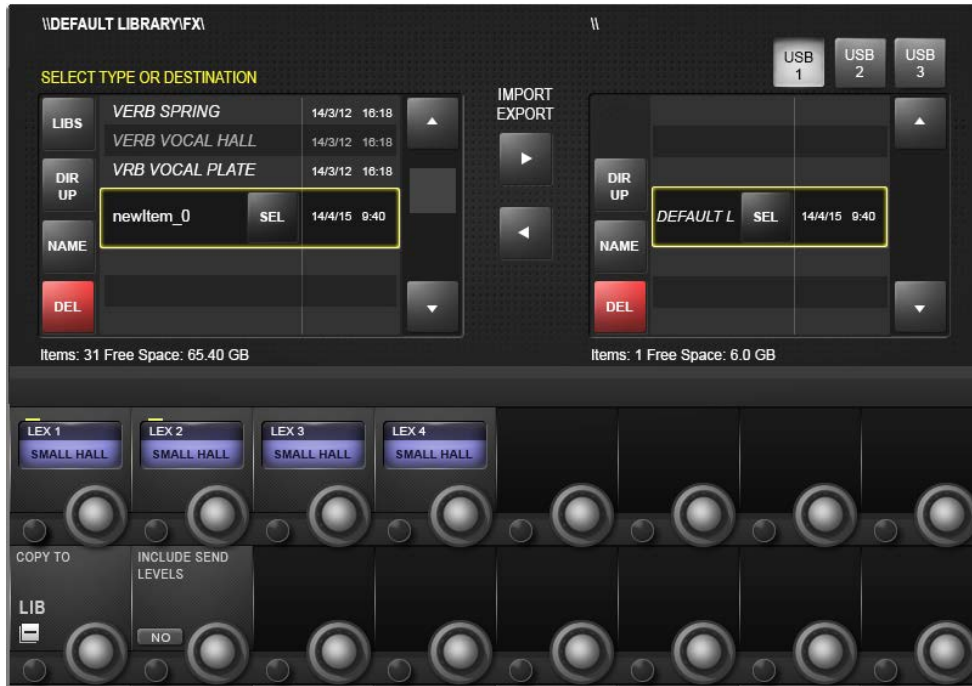 \\DEFAULT LIBRARY\FX\
\\
USB 1
USB 2
USB 3
SELECT TYPE OR DESTINATION
IMPORT
EXPORT
LIBS
VERB SPRING 14/3/12 16:18
VERB VOCAL HALL 14/3/12 16:18
DIR UP
VRB VOCAL PLATE 14/3/12 16:18
newItem_0 SEL 14/4/15 9:40
NAME
DEL
DIR UP
DEFAULT L SEL 14/4/15 9:40
NAME
DEL
Items: 31 Free Space: 65.40 GB
Items: 1 Free Space: 6.0 GB
LEX 1
SMALL HALL
LEX 2
SMALL HALL
LEX 3
SMALL HALL
LEX 4
SMALL HALL
COPY TO
LIB
INCLUDE SEND
LEVELS
NO